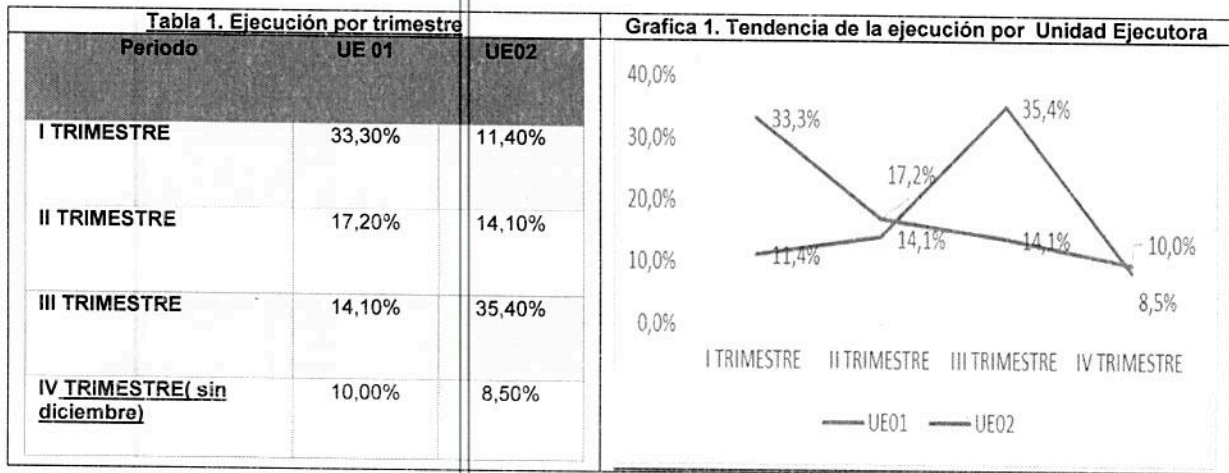 Tabla 1. Ejecución por trimestre
Periodo UE 01 UE02
I TRIMESTRE 33,30% 11,40%
II TRIMESTRE 17,20% 14,10%
III TRIMESTRE 14,10% 35,40%
IV TRIMESTRE( sin
diciembre) 10,00% 8,50%
Grafica 1. Tendencia de la ejecución por Unidad Ejecutora
40,0%
30,0%
20,0%
10,0%
0,0%
33,3%
17,2%
14,1%
10,0%
11,4%
14,1%
35,4%
8,5%
I TRIMESTRE II TRIMESTRE III TRIMESTRE IV TRIMESTRE
UE01 UE02